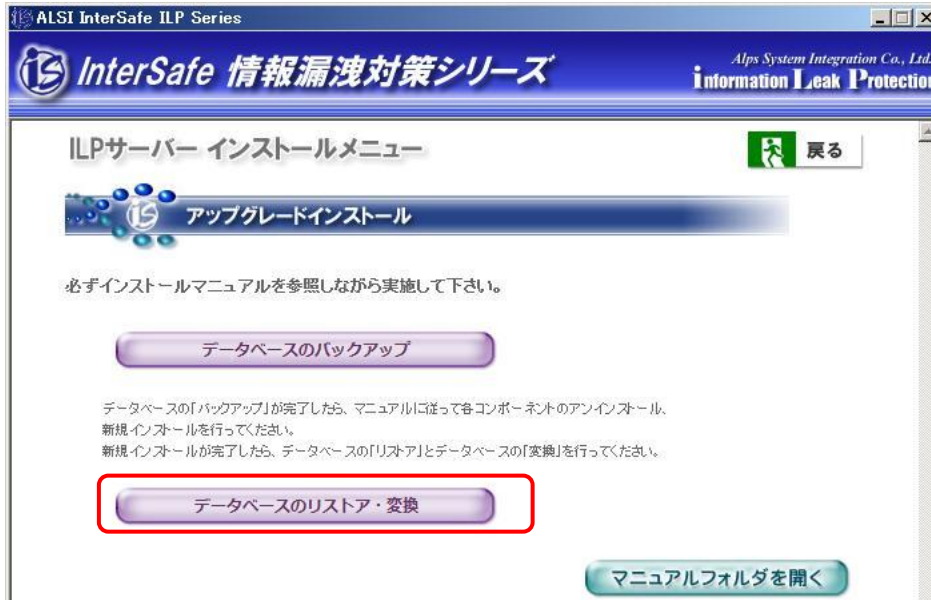 ALSI InterSafe ILP Series
InterSafe 情報漏洩対策シリーズ
Alps System Integration Co., Ltd.
Information Leak Protection
ILPサーバー インストールメニュー
戻る
アップグレードインストール
必ずインストールマニュアルを参照しながら実施して下さい。
データベースのバックアップ
データベースの「バックアップ」が完了したら、マニュアルに従って各コンポーネントのアンインストール、
新規インストールを行ってください。
新規インストールが完了したら、データベースの「リストア」とデータベースの「変換」を行ってください。
データベースのリストア・変換
マニュアルフォルダを開く